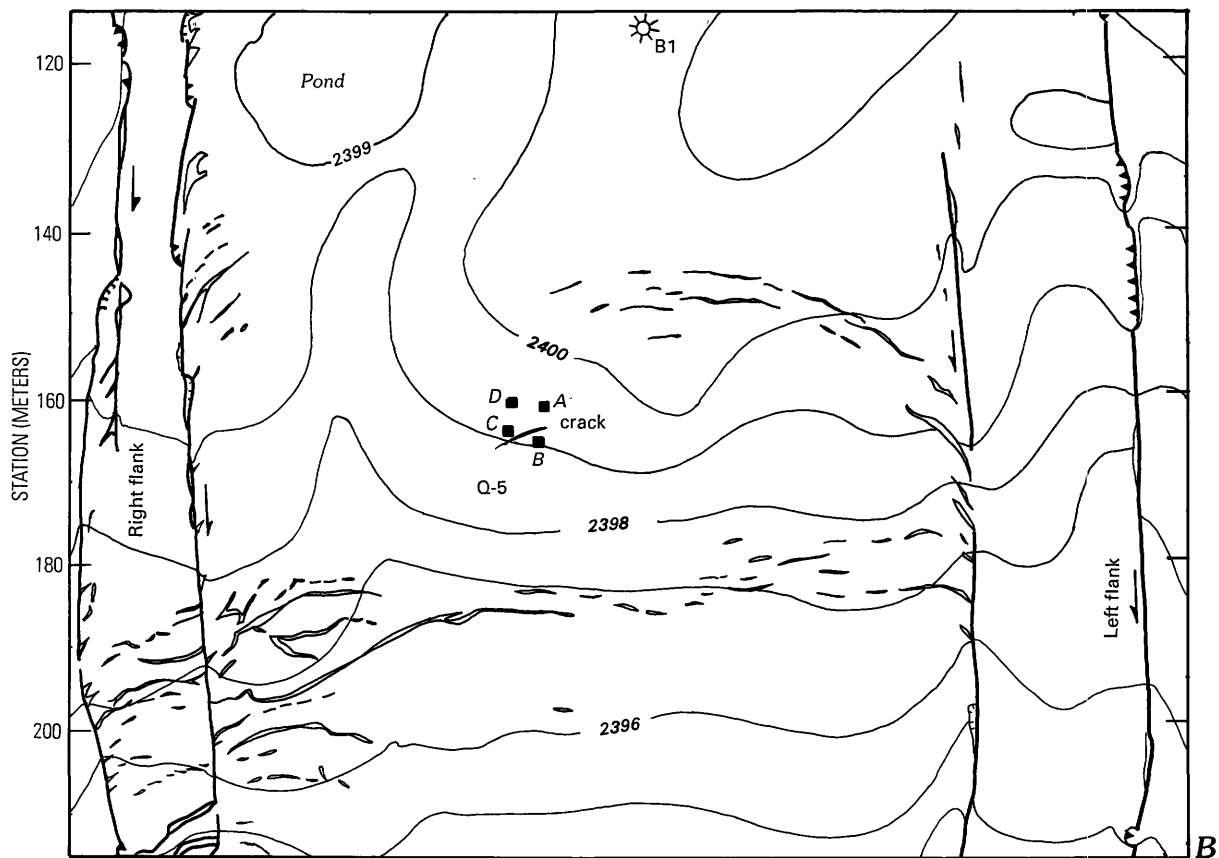 B1
120
Pond
2399
140
2400
D
A
160
C
crack
B
STATION (METERS)
Right flank
Q-5
2398
180
Left flank
2396
200
B